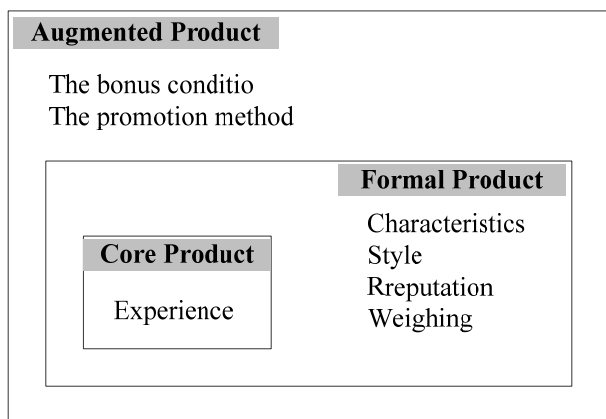 Augmented Product
The bonus conditio
The promotion method
Formal Product
Characteristics
Style
Rreputation
Weighing
Core Product
Experience